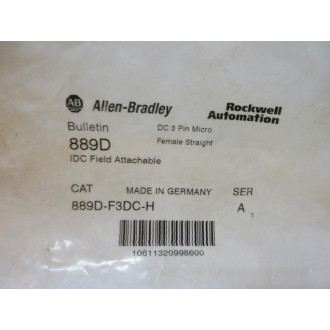 AB Allen-Bradley
Rockwell
Automation
Bulletin
889D
DC 3 Pin Micro
Female Straight
IDC Field Attachable
CAT MADE IN GERMANY SER
889D-F3DC-H A
10611320998600